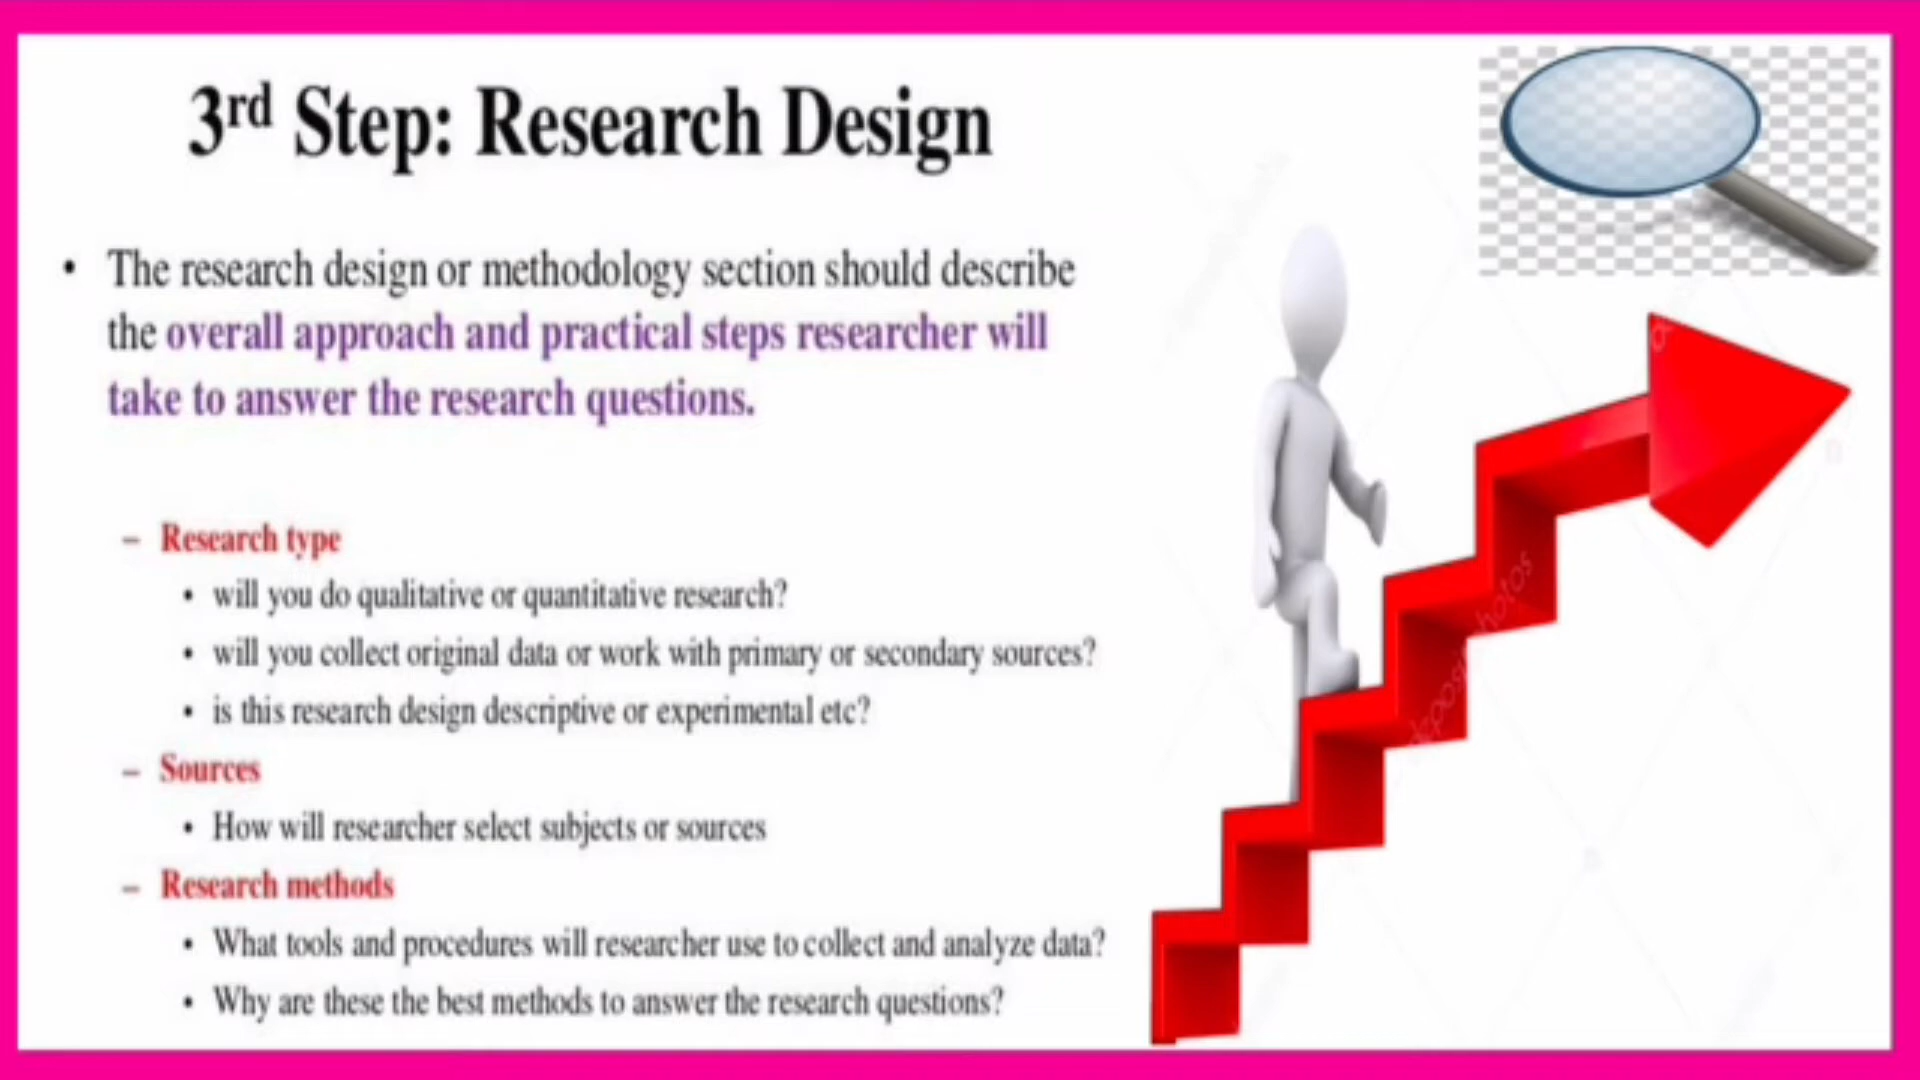 3rd Step: Research Design
• The research design or methodology section should describe
the overall approach and practical steps researcher will
take to answer the research questions.
– Research type
• will you do qualitative or quantitative research?
• will you collect original data or work with primary or secondary sources?
• is this research design descriptive or experimental etc?
– Sources
• How will researcher select subjects or sources
– Research methods
• What tools and procedures will researcher use to collect and analyze data?
• Why are these the best methods to answer the research questions?